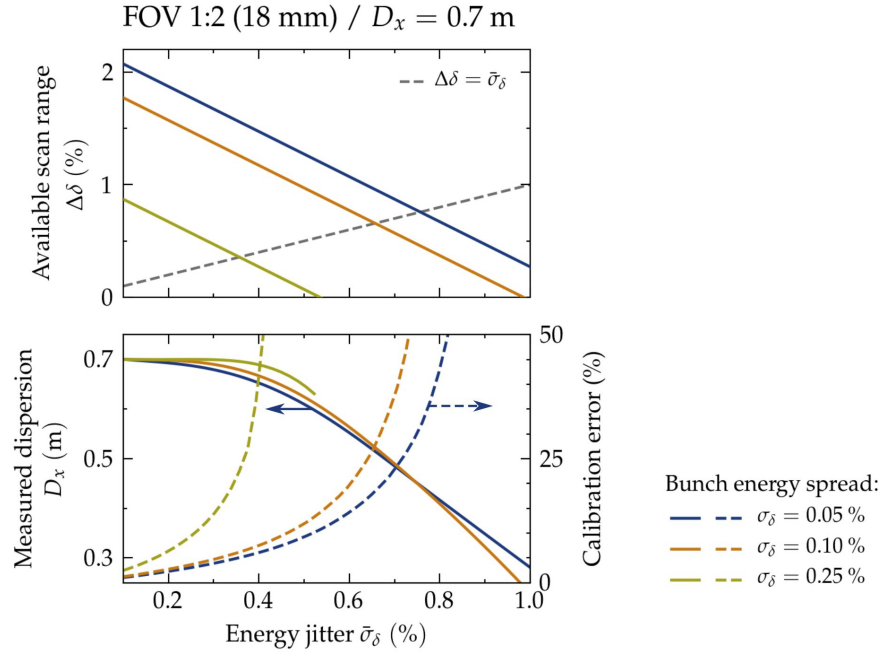 FOV 1:2 (18 mm) / Dₓ = 0.7 m
Available scan range
Δδ (%)
2
1
0
Δδ = σ̄_δ
Measured dispersion
Dₓ (m)
0.7
0.5
0.3
50
25
0
Calibration error (%)
0.2
0.4
0.6
0.8
1.0
Energy jitter σ̄_δ (%)
Bunch energy spread:
σ_δ = 0.05 %
σ_δ = 0.10 %
σ_δ = 0.25 %